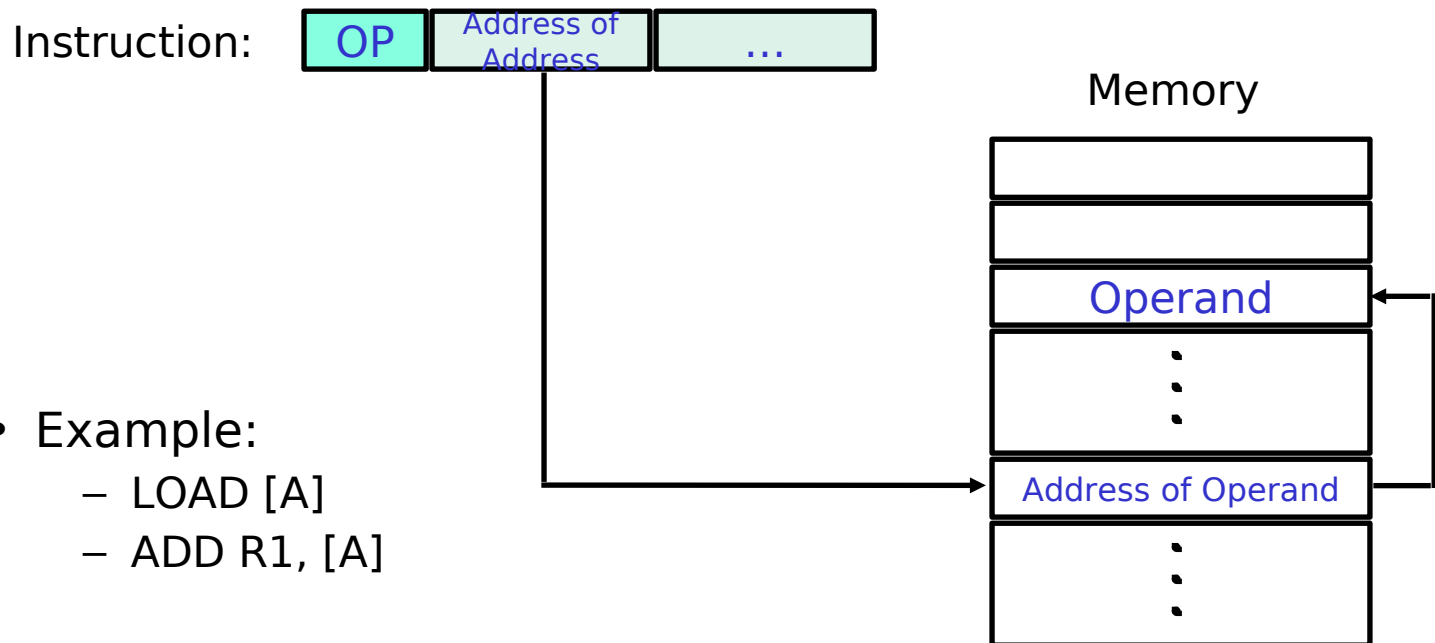 Instruction:
OP
Address of
Address
...
Memory
Operand
• Example:
– LOAD [A]
Address of Operand
– ADD R1, [A]